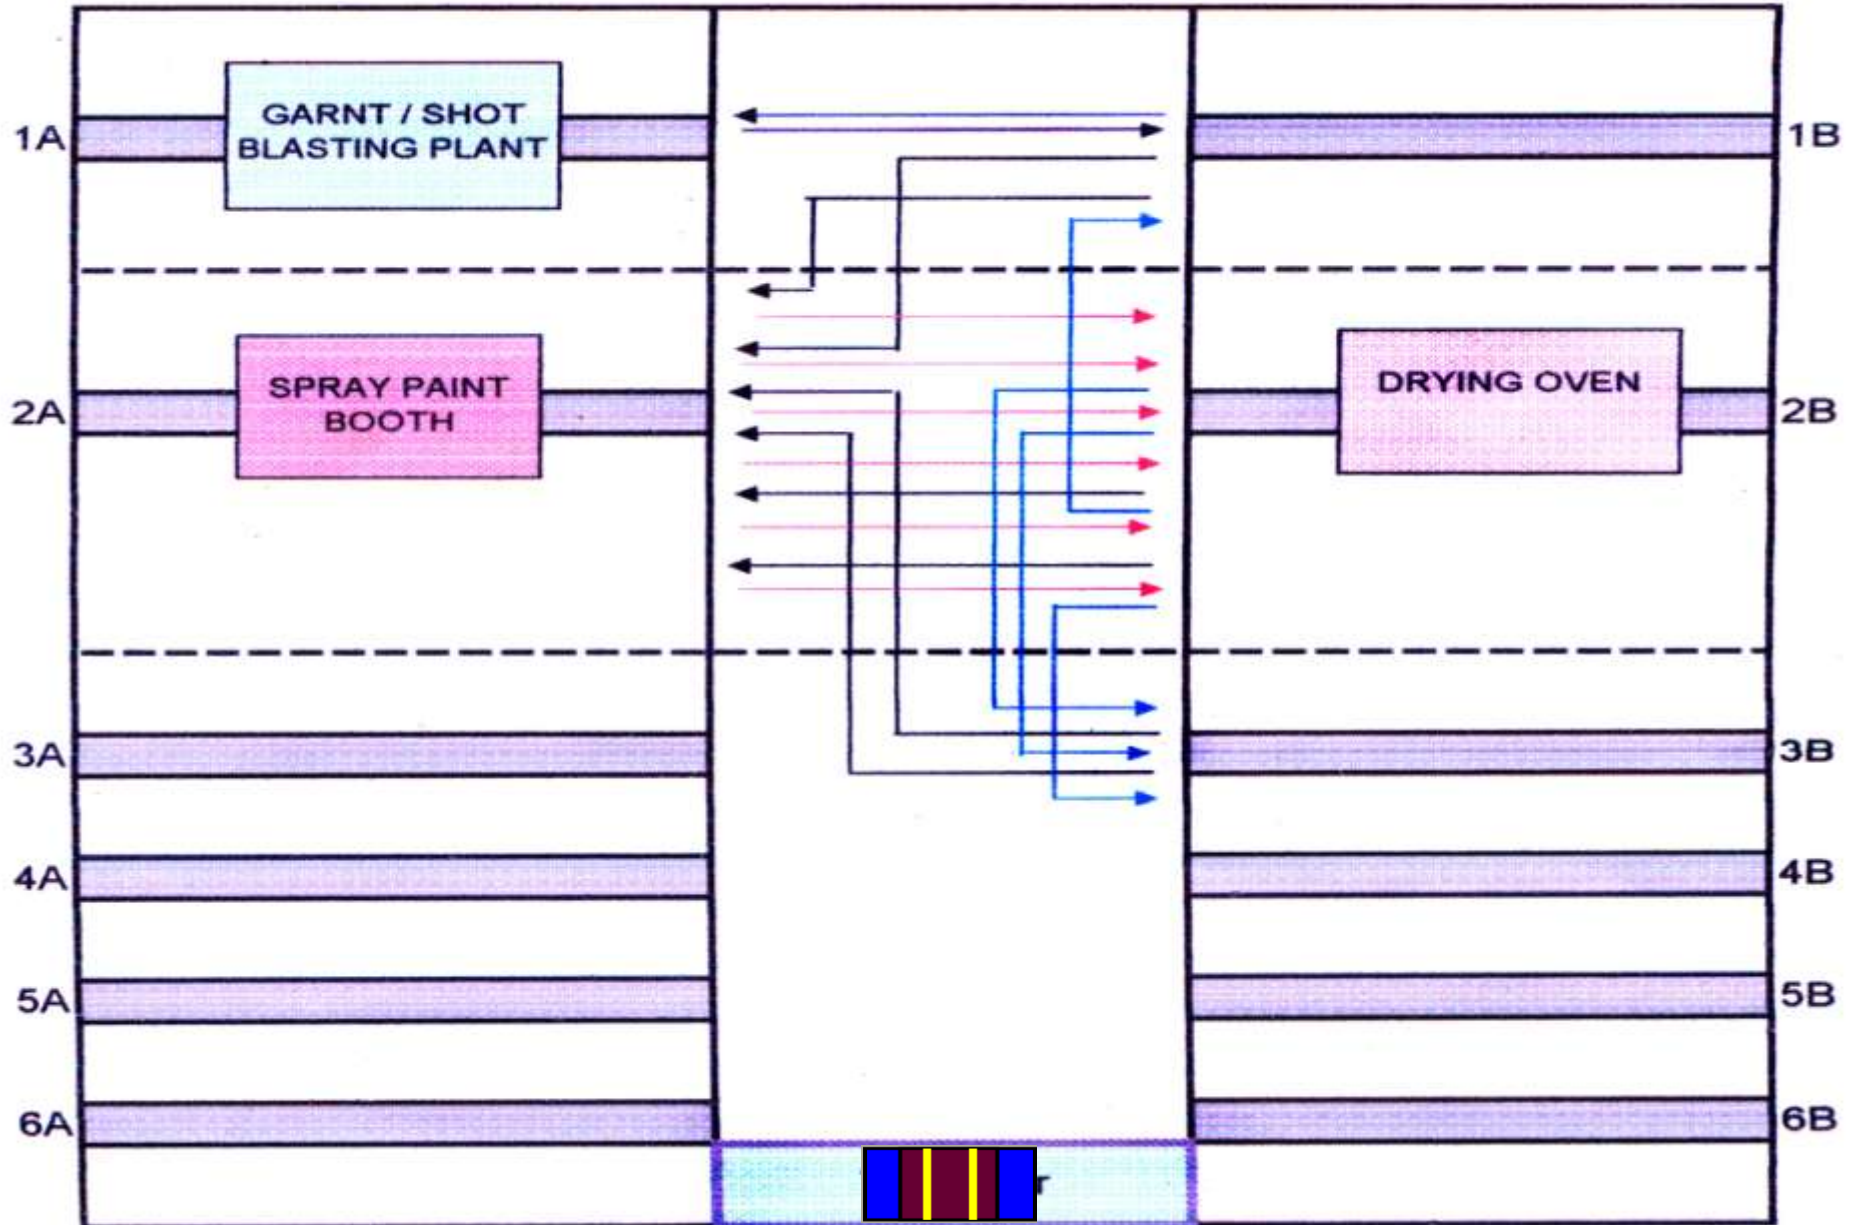 GARNT / SHOT
BLASTING PLANT
1A
1B
SPRAY PAINT
BOOTH
DRYING OVEN
2A
2B
3A
3B
4A
4B
5A
5B
6A
6B
r